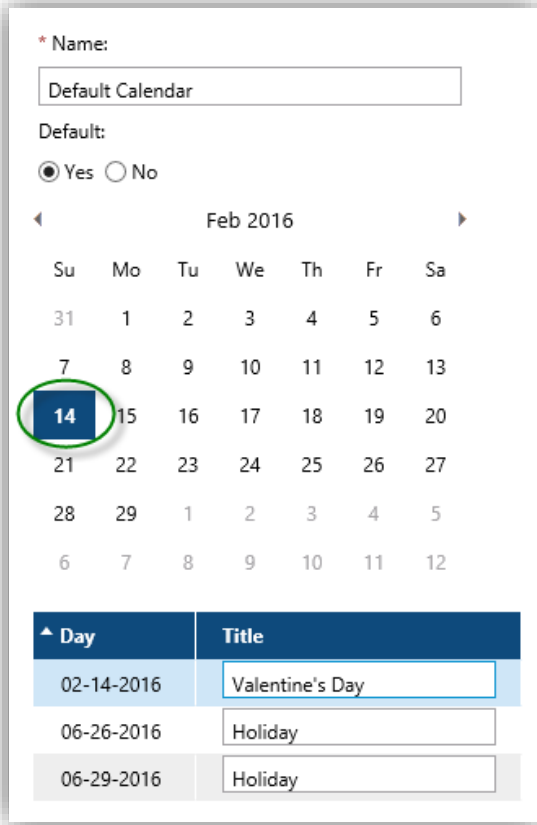 * Name:
Default Calendar
Default:
Yes No
Feb 2016
Su Mo Tu We Th Fr Sa
31 1 2 3 4 5 6
7 8 9 10 11 12 13
14 15 16 17 18 19 20
21 22 23 24 25 26 27
28 29 1 2 3 4 5
6 7 8 9 10 11 12
Day Title
02-14-2016 Valentine's Day
06-26-2016 Holiday
06-29-2016 Holiday